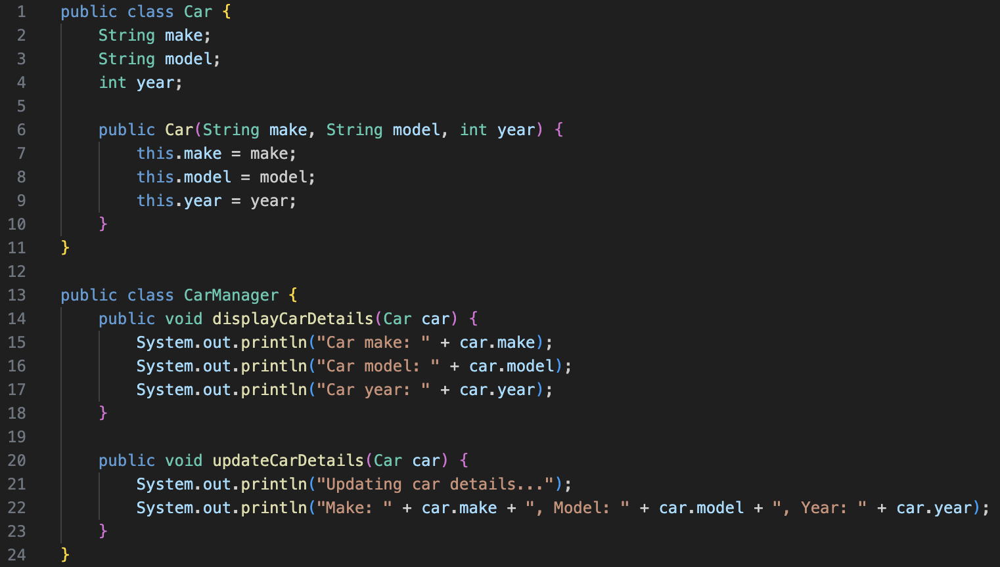 1 public class Car {
2 String make;
3 String model;
4 int year;
5
6 public Car(String make, String model, int year) {
7 this.make = make;
8 this.model = model;
9 this.year = year;
10 }
11 }
12
13 public class CarManager {
14 public void displayCarDetails(Car car) {
15 System.out.println("Car make: " + car.make);
16 System.out.println("Car model: " + car.model);
17 System.out.println("Car year: " + car.year);
18 }
19
20 public void updateCarDetails(Car car) {
21 System.out.println("Updating car details...");
22 System.out.println("Make: " + car.make + ", Model: " + car.model + ", Year: " + car.year);
23 }
24 }